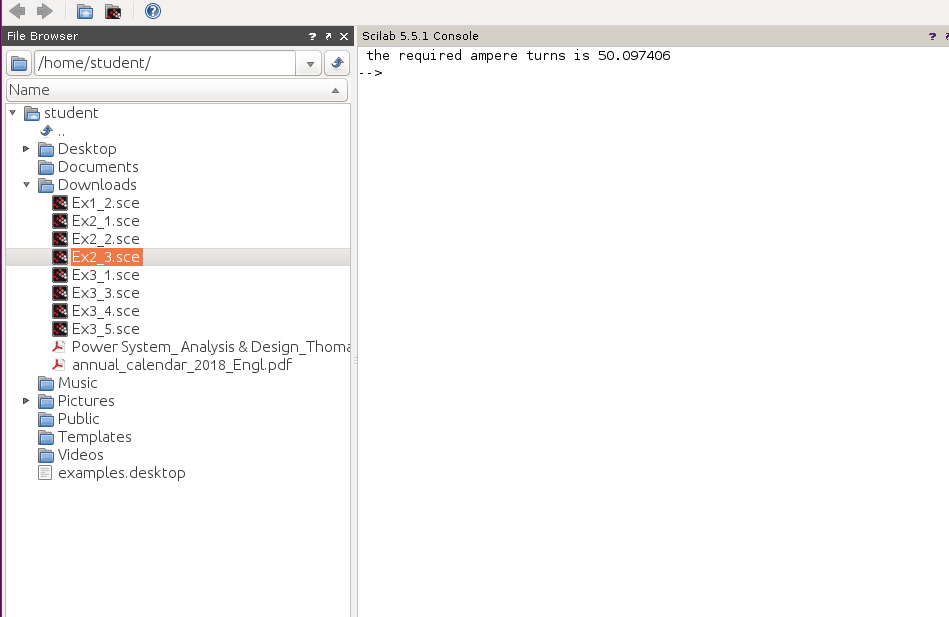 File Browser
/home/student/
Name
student
..
Desktop
Documents
Downloads
Ex1_2.sce
Ex2_1.sce
Ex2_2.sce
Ex2_3.sce
Ex3_1.sce
Ex3_3.sce
Ex3_4.sce
Ex3_5.sce
Power System_ Analysis & Design_Thoma
annual_calendar_2018_Engl.pdf
Music
Pictures
Public
Templates
Videos
examples.desktop
Scilab 5.5.1 Console
the required ampere turns is 50.097406
-->